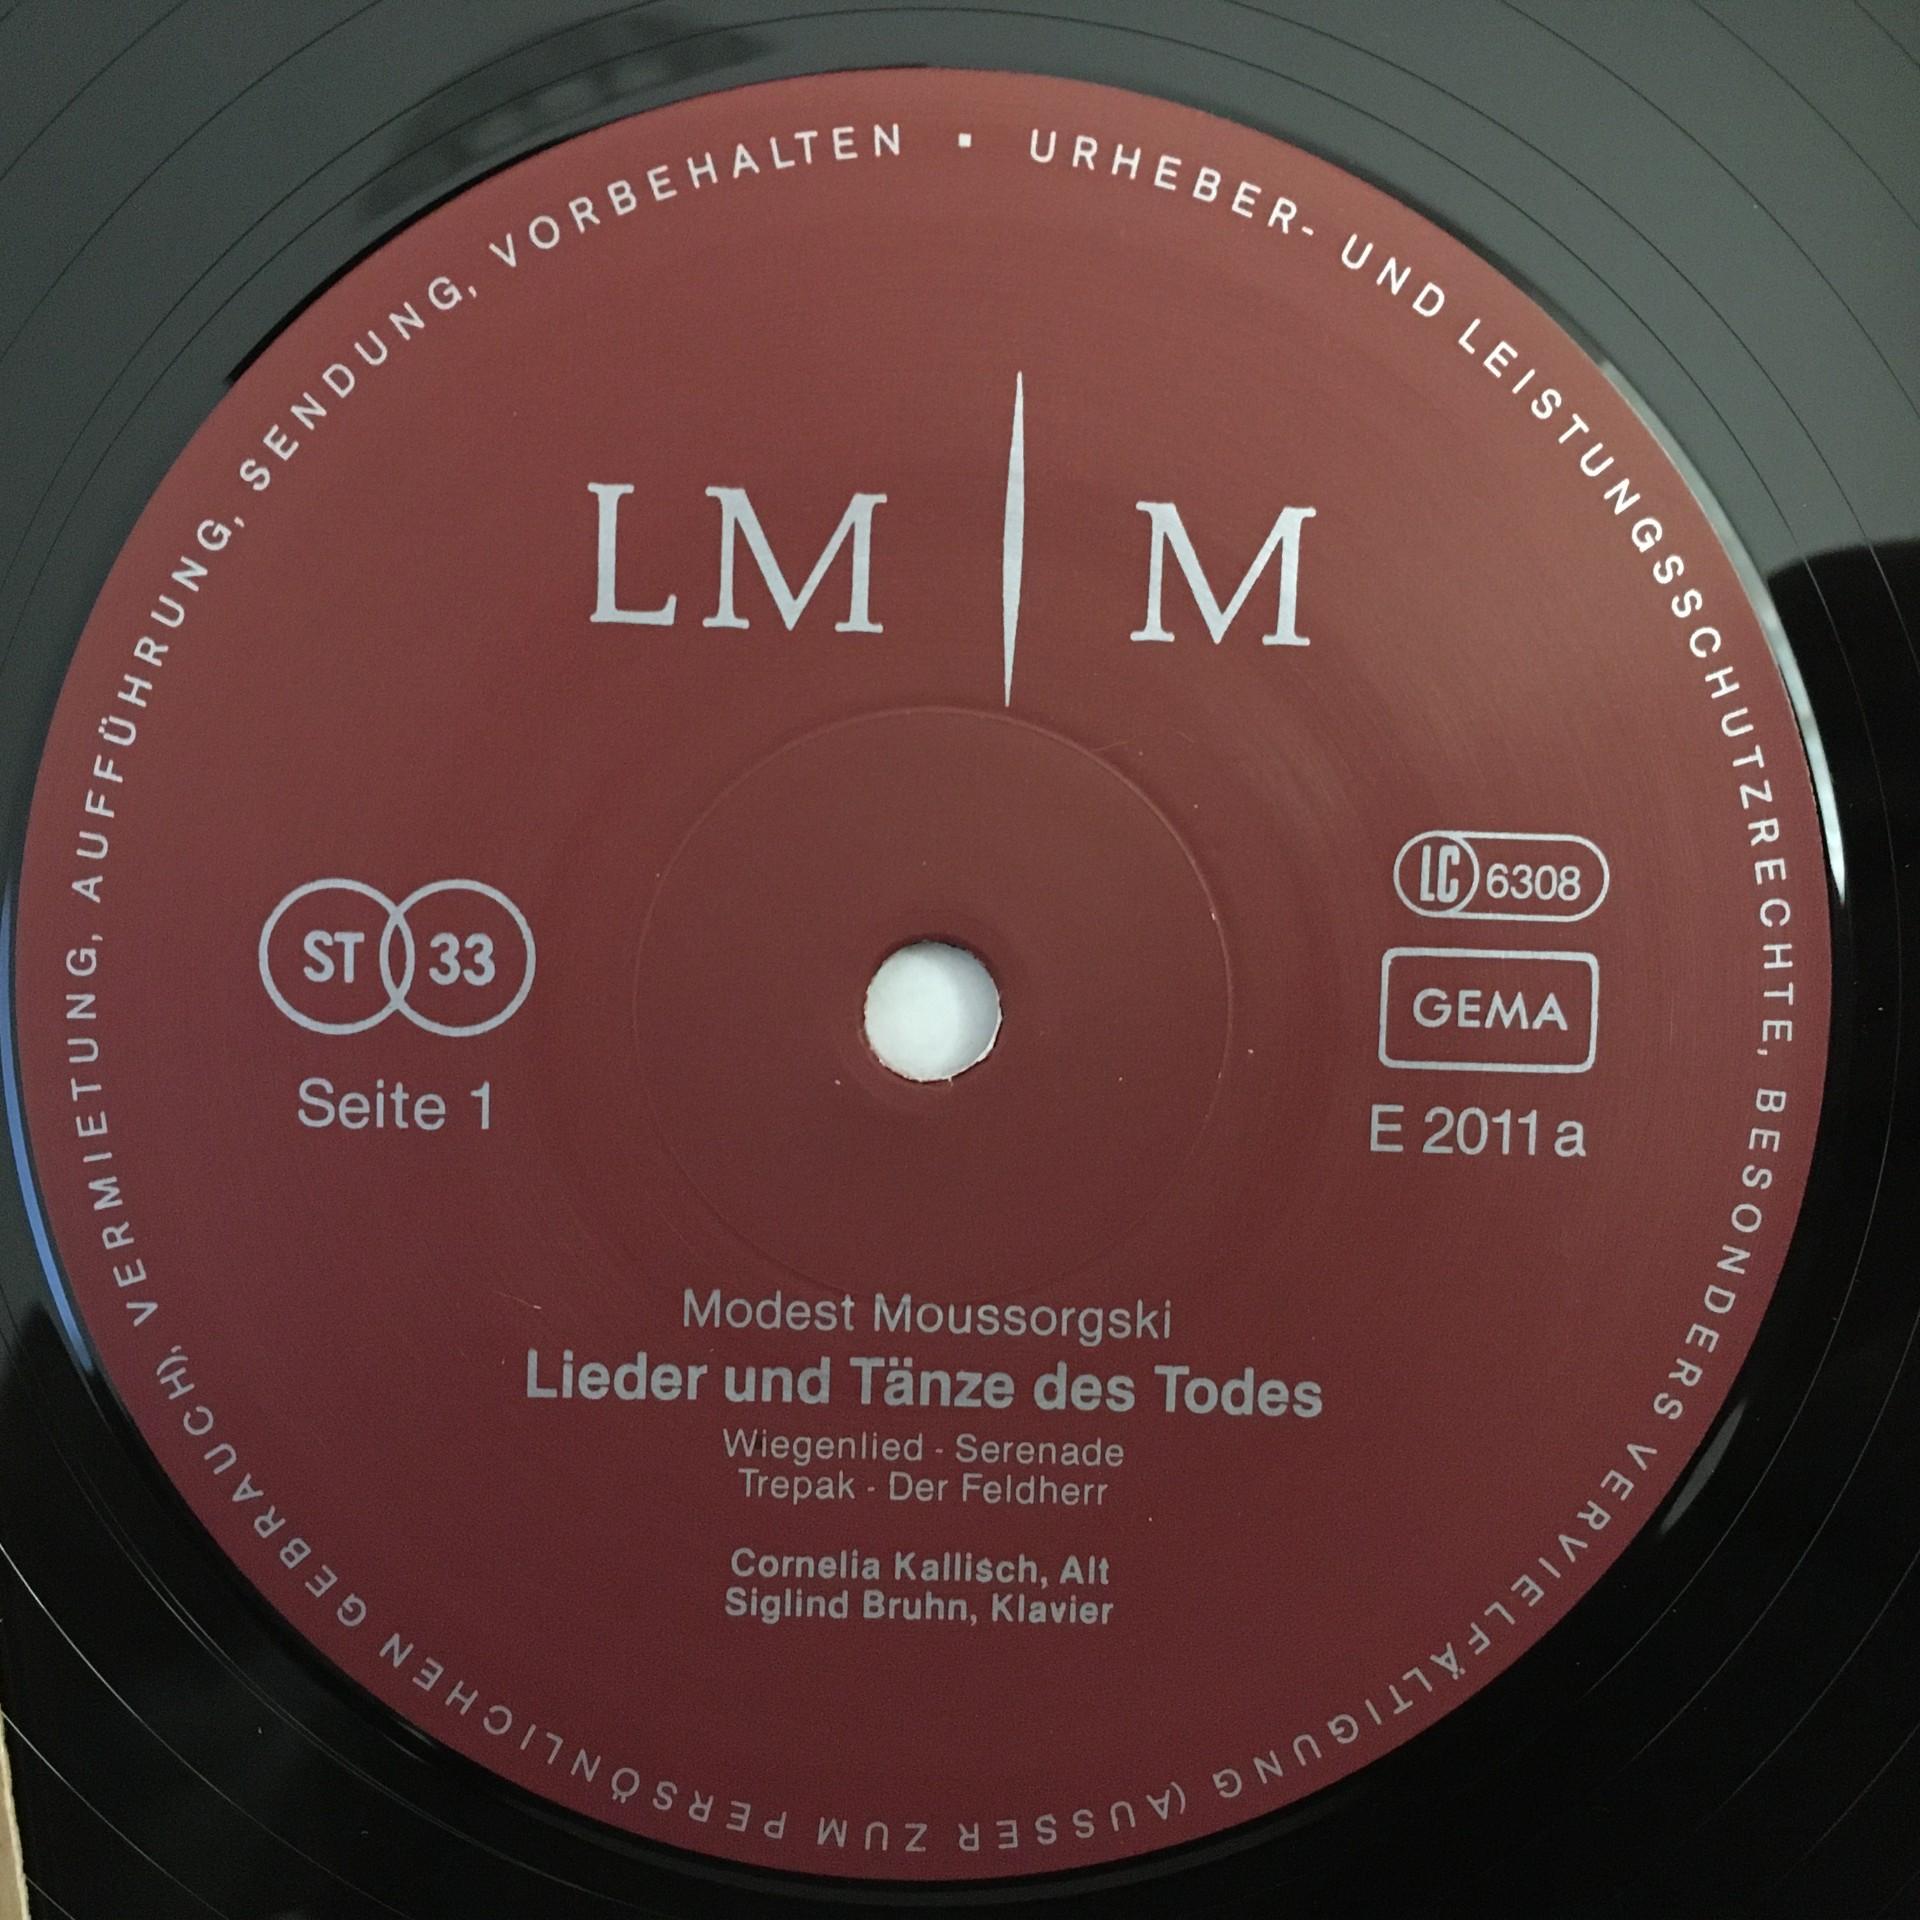 URHEBER- UND LEISTUNGSSCHUTZRECHTE, BESONDERS VERVIELFÄLTIGUNG (AUSSER ZUM PERSÖNLICHEN GEBRAUCH), VERMIETUNG, AUFFÜHRUNG, SENDUNG, VORBEHALTEN ▪
LM M
ST 33
Seite 1
LC 6308
GEMA
E 2011 a
Modest Moussorgski
Lieder und Tänze des Todes
Wiegenlied - Serenade
Trepak - Der Feldherr
Cornelia Kallisch, Alt
Siglind Bruhn, Klavier